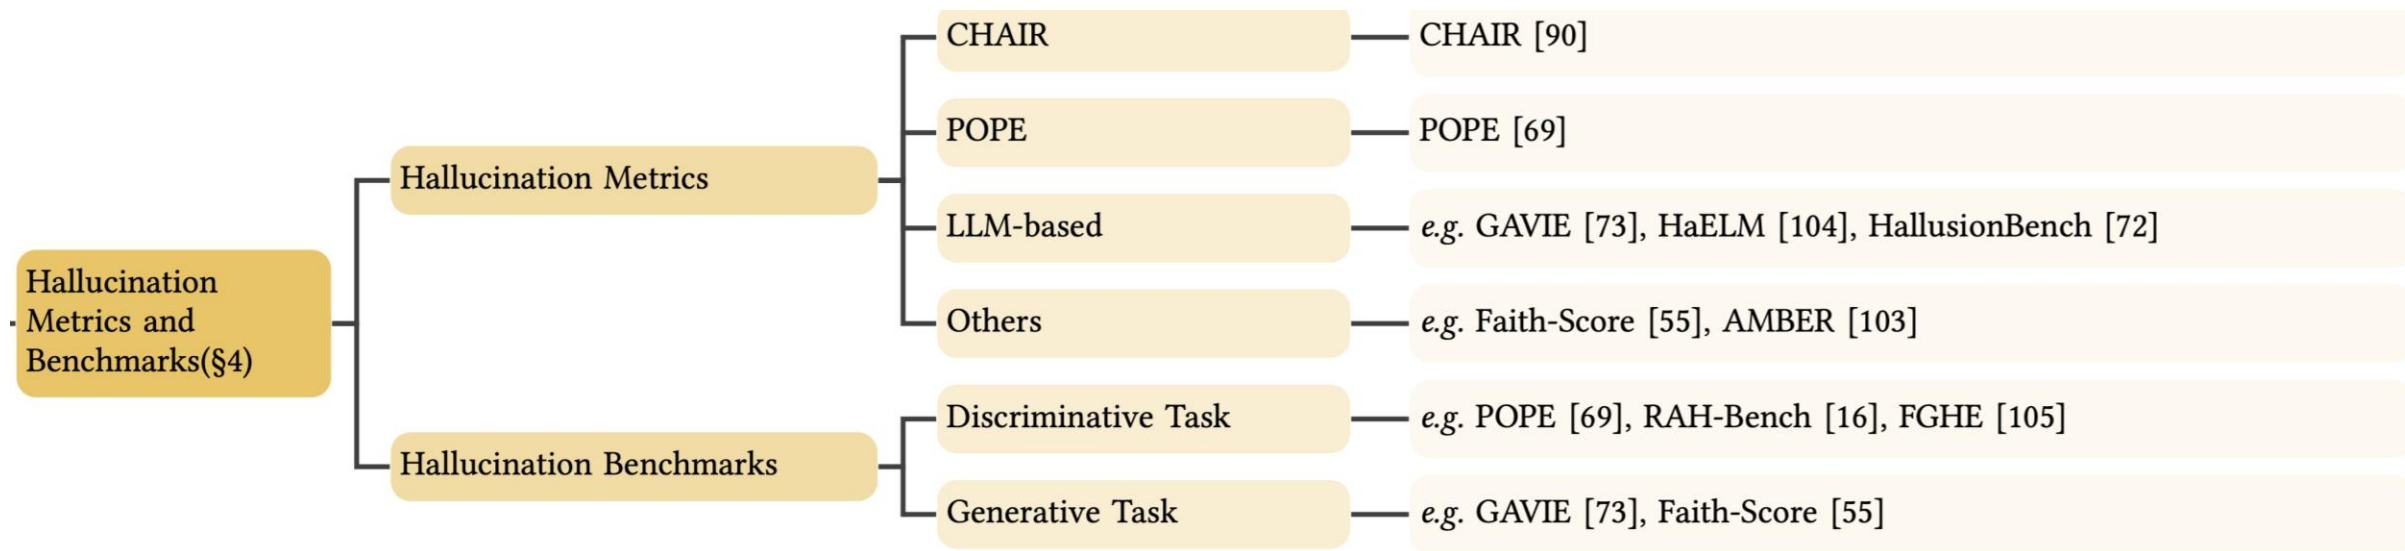 Hallucination
Metrics and
Benchmarks(§4)
Hallucination Metrics
CHAIR
CHAIR [90]
POPE
POPE [69]
LLM-based
e.g. GAVIE [73], HaELM [104], HallusionBench [72]
Others
e.g. Faith-Score [55], AMBER [103]
Hallucination Benchmarks
Discriminative Task
e.g. POPE [69], RAH-Bench [16], FGHE [105]
Generative Task
e.g. GAVIE [73], Faith-Score [55]